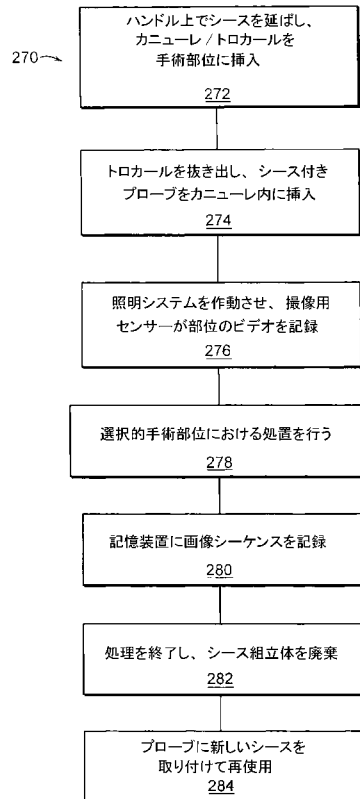 270
ハンドル上でシースを延ばし、
カニューレ/トロカールを
手術部位に挿入
272
トロカールを抜き出し、シース付き
プローブをカニューレ内に挿入
274
照明システムを作動させ、撮像用
センサーが部位のビデオを記録
276
選択的手術部位における処置を行う
278
記憶装置に画像シーケンスを記録
280
処理を終了し、シース組立体を廃棄
282
プローブに新しいシースを
取り付けて再使用
284